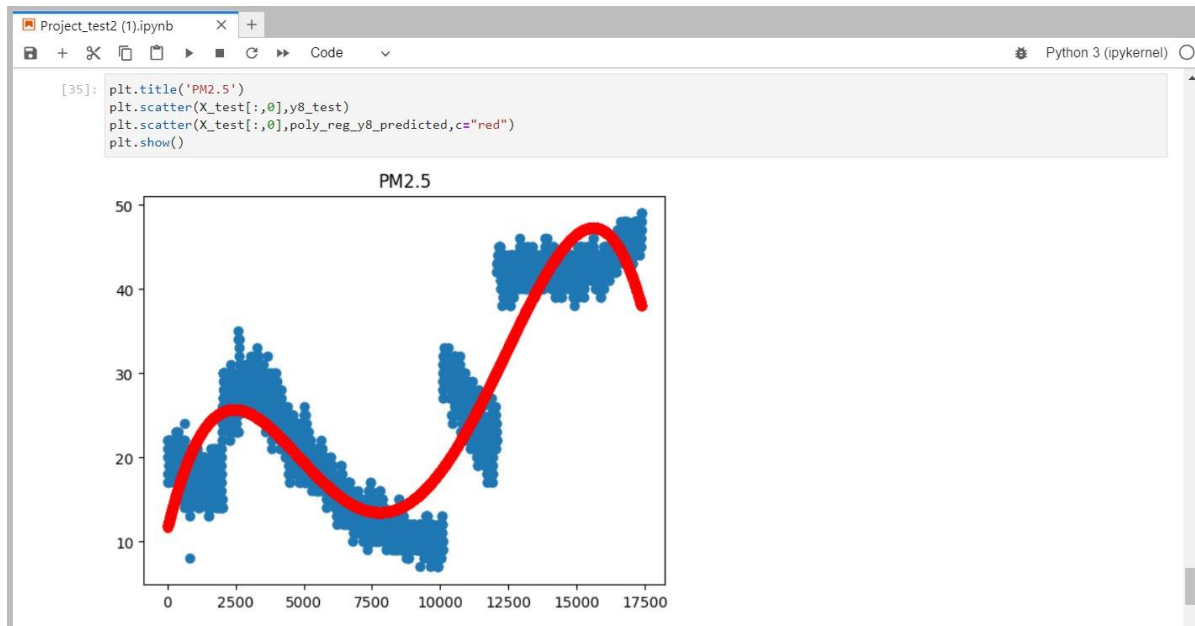 Project_test2 (1).ipynb
Code
Python 3 (ipykernel)
[35]: plt.title('PM2.5')
plt.scatter(X_test[:,0],y8_test)
plt.scatter(X_test[:,0],poly_reg_y8_predicted,c="red")
plt.show()
PM2.5
50
40
30
20
10
0 2500 5000 7500 10000 12500 15000 17500